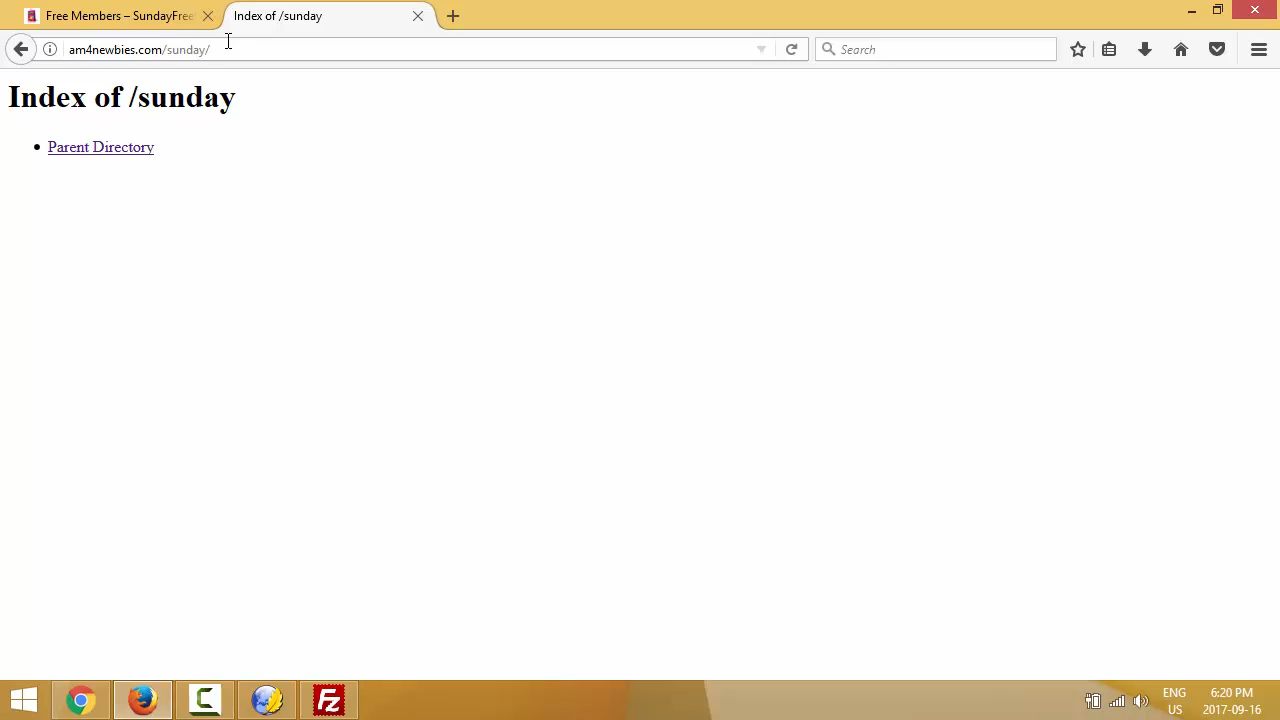 Free Members – SundayFree
Index of /sunday
am4newbies.com/sunday/
Search
Index of /sunday
Parent Directory
ENG
US
6:20 PM
2017-09-16